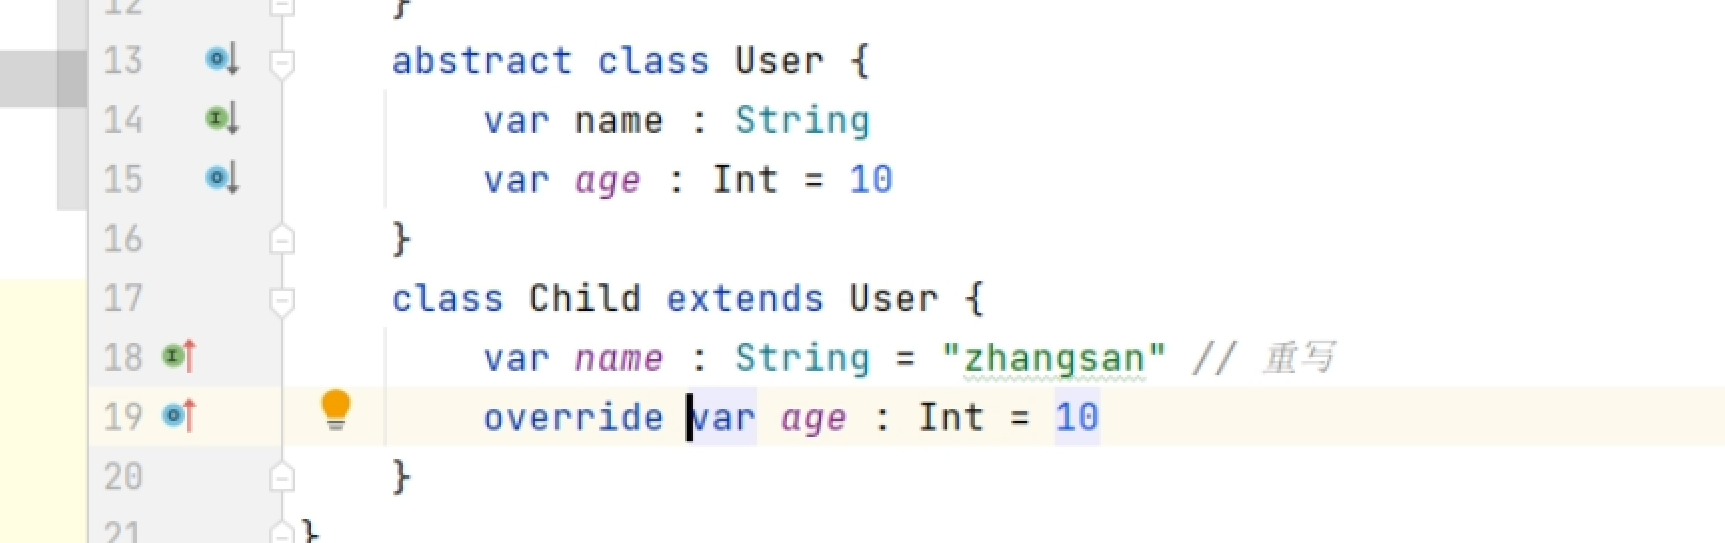 12 }
13 abstract class User {
14 var name : String
15 var age : Int = 10
16 }
17 class Child extends User {
18 var name : String = "zhangsan" // 重写
19 override var age : Int = 10
20 }
21 }